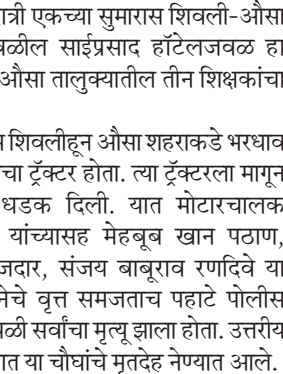 रात्री एकच्या सुमारास शिवली-औसा
वळील साईप्रसाद हॉटेलजवळ हा
औसा तालुक्यातील तीन शिक्षकांचा
शिवलीहून औसा शहराकडे भरधाव
चा ट्रॅक्टर होता. त्या ट्रॅक्टरला मागून
धडक दिली. यात मोटारचालक
यांच्यासह मेहबूब खान पठाण,
जदार, संजय बाबूराव रणदिवे या
नेचे वृत्त समजताच पहाटे पोलीस
वळी सर्वांचा मृत्यू झाला होता. उत्तरीय
ात या चौघांचे मृतदेह नेण्यात आले.